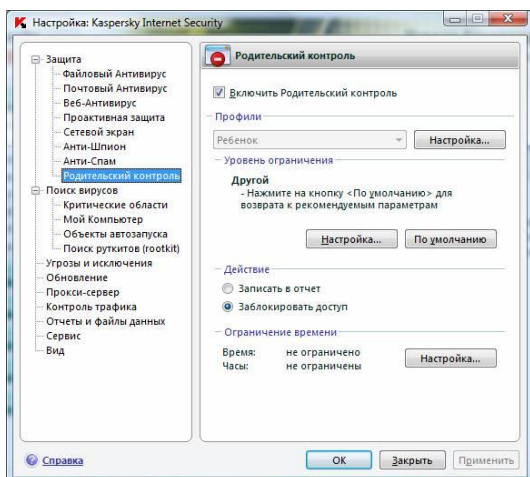 Настройка: Kaspersky Internet Security
Защита
Файловый Антивирус
Почтовый Антивирус
Веб-Антивирус
Проактивная защита
Сетевой экран
Анти-Шпион
Анти-Спам
Родительский контроль
Поиск вирусов
Критические области
Мой Компьютер
Объекты автозапуска
Поиск руткитов (rootkit)
Угрозы и исключения
Обновление
Прокси-сервер
Контроль трафика
Отчеты и файлы данных
Сервис
Вид
Родительский контроль
Включить Родительский контроль
Профили
Ребенок
Настройка...
Уровень ограничения
Другой
- Нажмите на кнопку <По умолчанию> для
возврата к рекомендуемым параметрам
Настройка... По умолчанию
Действие
Записать в отчет
Заблокировать доступ
Ограничение времени
Время: не ограничено
Часы: не ограничены
Настройка...
Справка
ОК Закрыть Применить